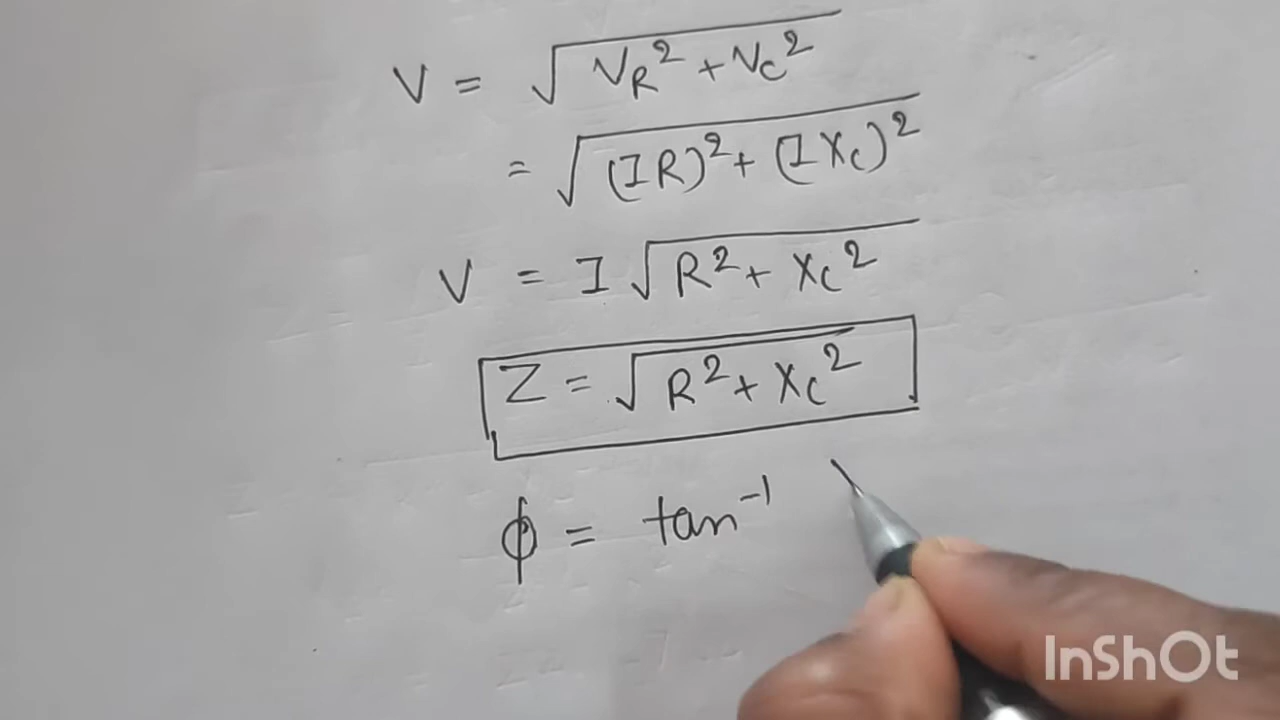 V = √(V_R² + V_C²)
= √((IR)² + (IX_C)²)
V = I√(R² + X_C²)
Z = √(R² + X_C²)
ϕ = tan⁻¹
InShOt